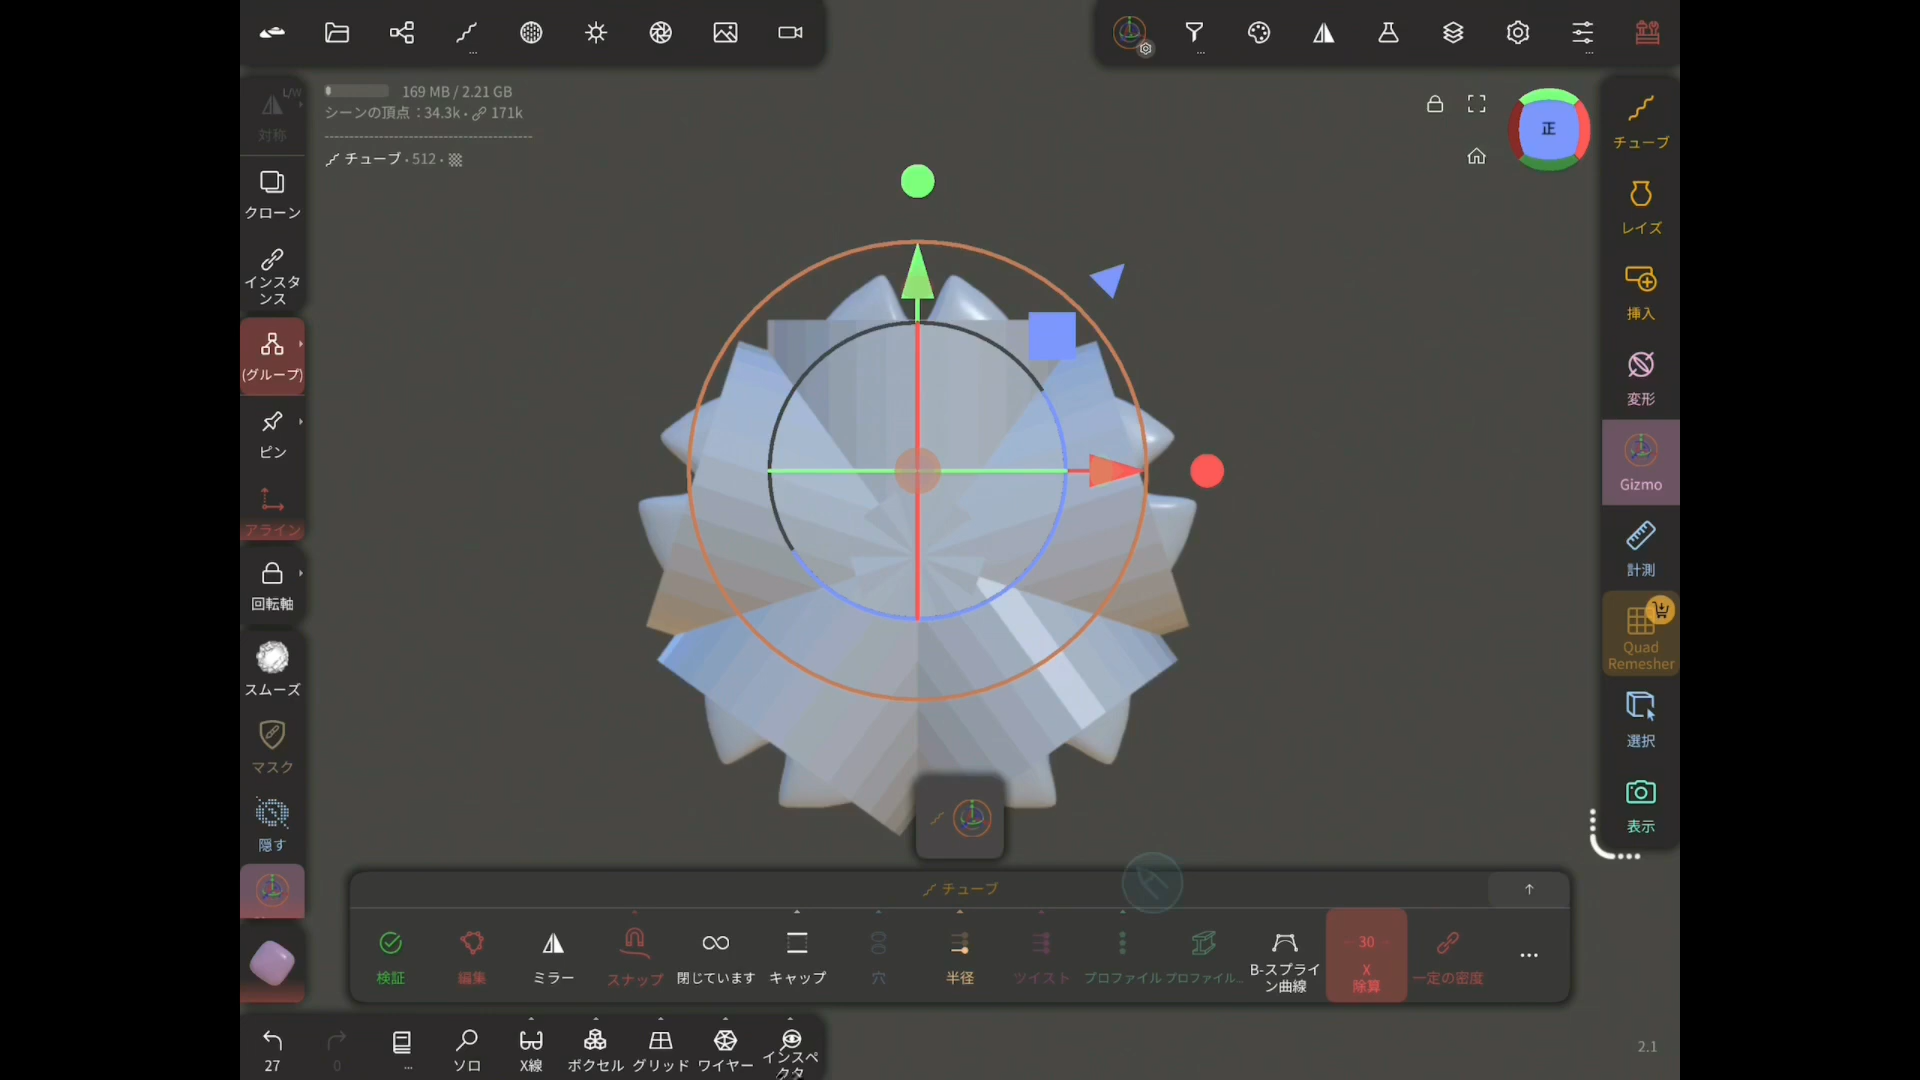 169 MB / 2.21 GB
シーンの頂点 : 34.3k • 171k
チューブ • 512 •
正
L/W
対称
クローン
インスタ
ンス
(グループ)
ピン
アライン
回転軸
スムーズ
マスク
隠す
チューブ
レイズ
挿入
変形
Gizmo
計測
Quad
Remesher
選択
表示
チューブ
検証
編集
ミラー
スナップ
閉じています
キャップ
穴
半径
ツイスト
プロファイル
プロファイル...
B-スプライ
ン曲線
30
X
除算
一定の密度
27
0
ソロ
X線
ボクセル
グリッド
ワイヤー
インスペ
クタ
2.1